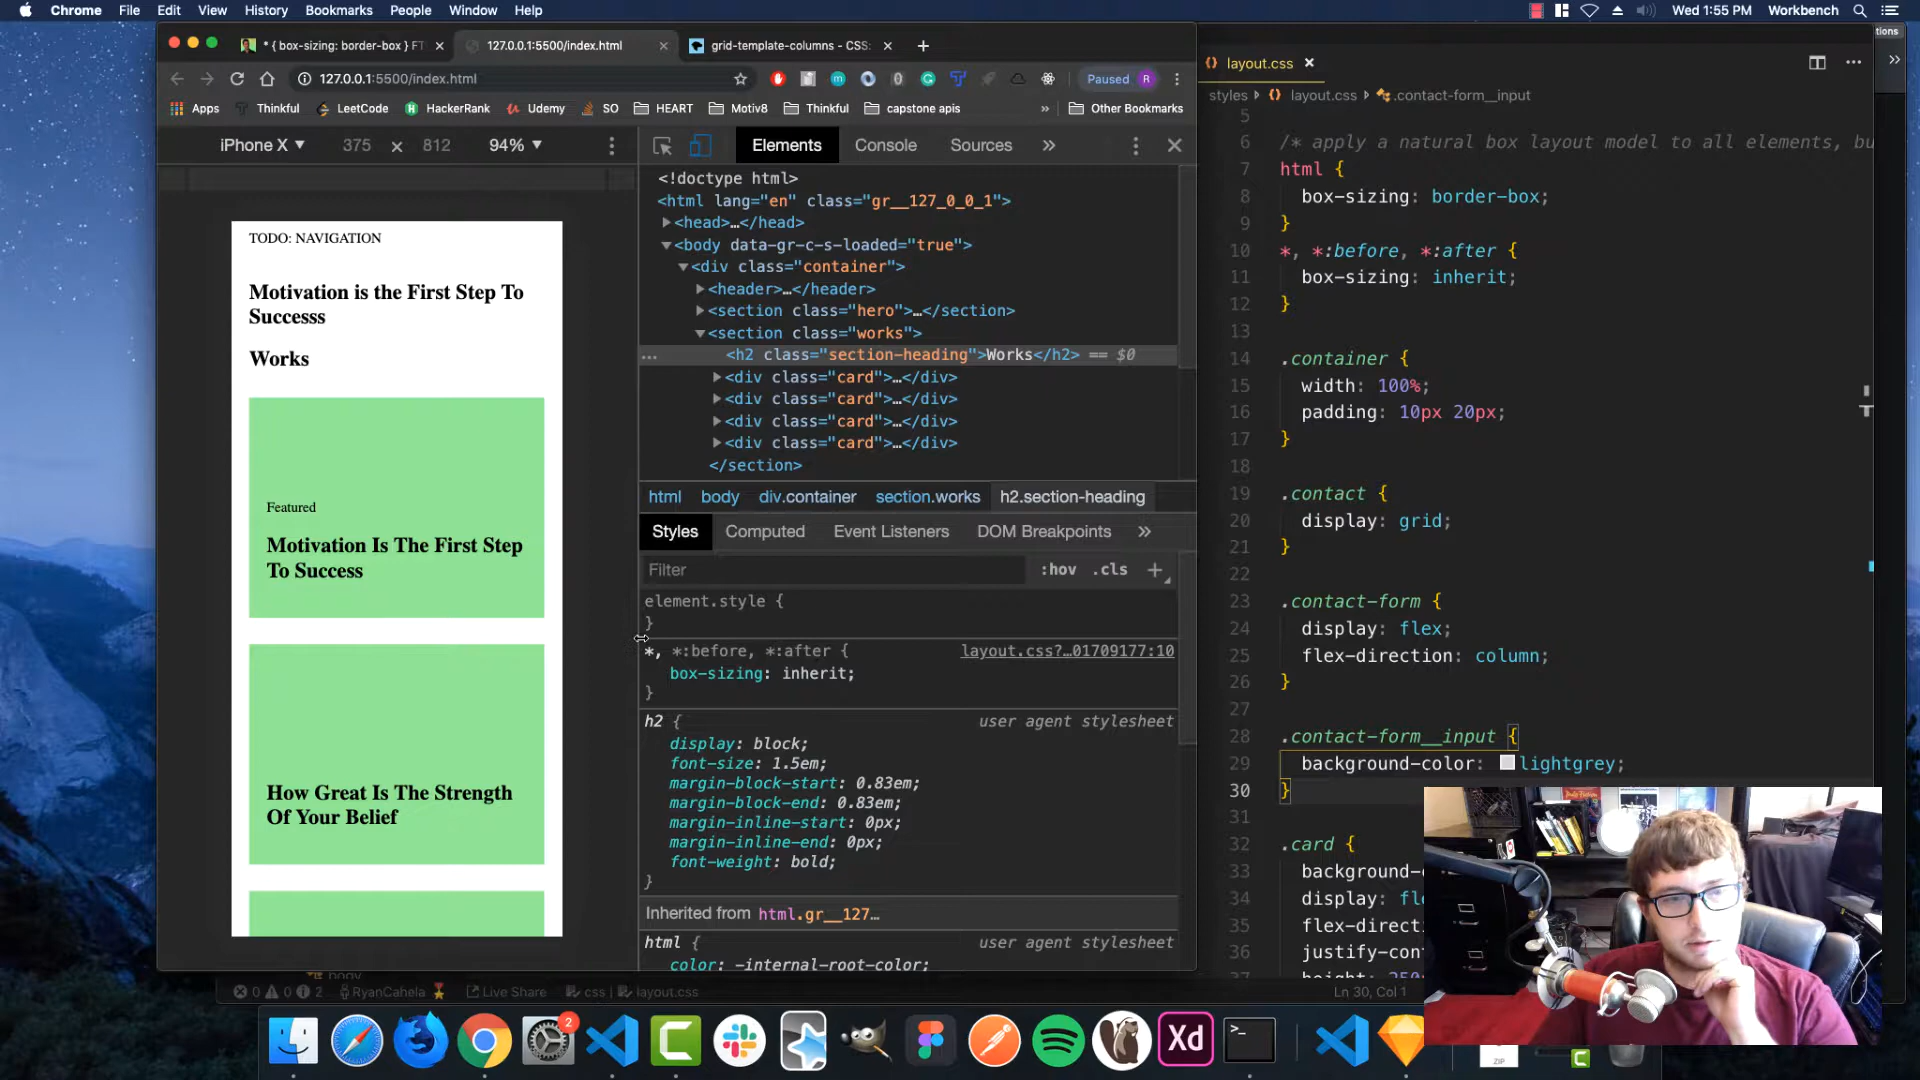 Chrome File Edit View History Bookmarks People Window Help
Wed 1:55 PM Workbench
* { box-sizing: border-box } FT
127.0.0.1:5500/index.html
grid-template-columns - CSS:
127.0.0.1:5500/index.html
Paused R
Apps Thinkful LeetCode HackerRank Udemy SO HEART Motiv8 Thinkful capstone apis » Other Bookmarks
iPhone X ▼ 375 × 812 94% ▼
Elements Console Sources »
TODO: NAVIGATION
Motivation is the First Step To
Successs
Works
Featured
Motivation Is The First Step
To Success
How Great Is The Strength
Of Your Belief
<!doctype html>
<html lang="en" class="gr__127_0_0_1">
<head>…</head>
<body data-gr-c-s-loaded="true">
<div class="container">
<header>…</header>
<section class="hero">…</section>
<section class="works">
… <h2 class="section-heading">Works</h2> == $0
<div class="card">…</div>
<div class="card">…</div>
<div class="card">…</div>
<div class="card">…</div>
</section>
html body div.container section.works h2.section-heading
Styles Computed Event Listeners DOM Breakpoints »
Filter :hov .cls +
element.style {
}
*, *:before, *:after { layout.css?…01709177:10
box-sizing: inherit;
}
h2 { user agent stylesheet
display: block;
font-size: 1.5em;
margin-block-start: 0.83em;
margin-block-end: 0.83em;
margin-inline-start: 0px;
margin-inline-end: 0px;
font-weight: bold;
}
Inherited from html.gr__127…
html { user agent stylesheet
color: -internal-root-color;
tions
layout.css
styles layout.css .contact-form__input
5
6 /* apply a natural box layout model to all elements, bu
7 html {
8 box-sizing: border-box;
9 }
10 *, *:before, *:after {
11 box-sizing: inherit;
12 }
13
14 .container {
15 width: 100%;
16 padding: 10px 20px;
17 }
18
19 .contact {
20 display: grid;
21 }
22
23 .contact-form {
24 display: flex;
25 flex-direction: column;
26 }
27
28 .contact-form__input {
29 background-color: lightgrey;
30 }
31
32 .card {
33 background-c
34 display: fle
35 flex-directi
36 justify-cont
37
body
0 0 2 RyanCahela Live Share css layout.css
Ln 30, Col 1
2
Xd
ZIP